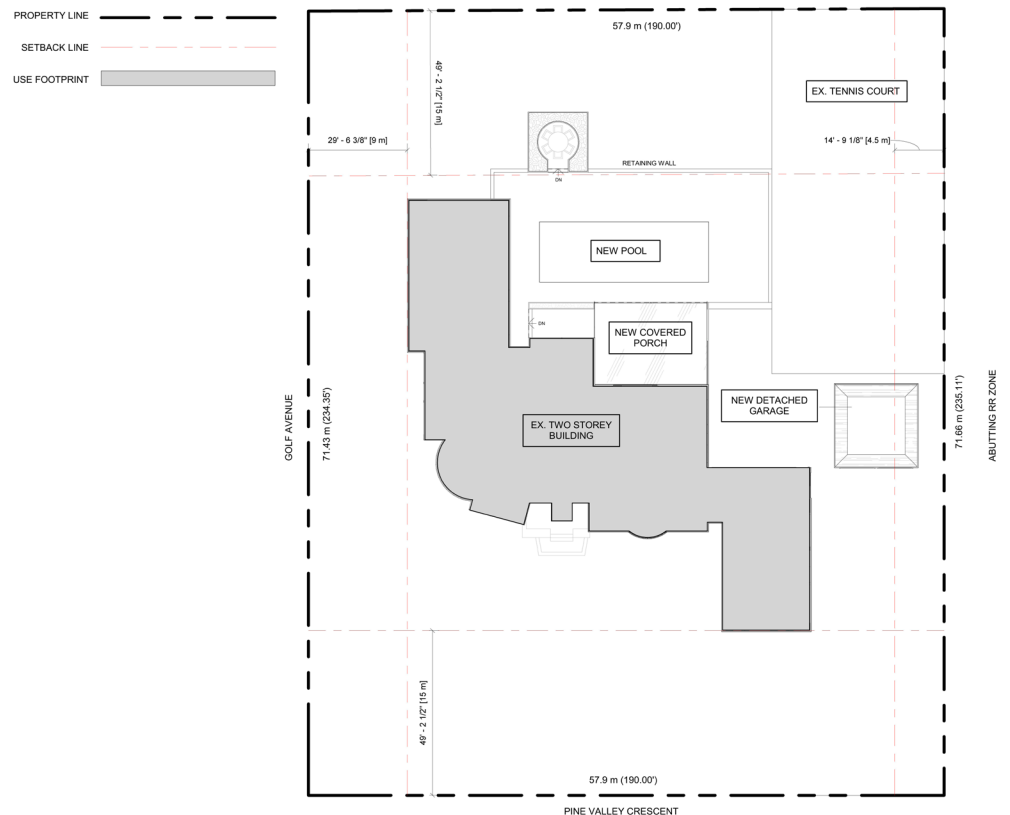 PROPERTY LINE
SETBACK LINE
USE FOOTPRINT
57.9 m (190.00')
49' - 2 1/2" [15 m]
EX. TENNIS COURT
29' - 6 3/8" [9 m]
14' - 9 1/8" [4.5 m]
RETAINING WALL
DN
NEW POOL
DN
NEW COVERED
PORCH
NEW DETACHED
GARAGE
EX. TWO STOREY
BUILDING
GOLF AVENUE
71.43 m (234.35')
71.66 m (235.11')
ABUTTING RR ZONE
49' - 2 1/2" [15 m]
57.9 m (190.00')
PINE VALLEY CRESCENT